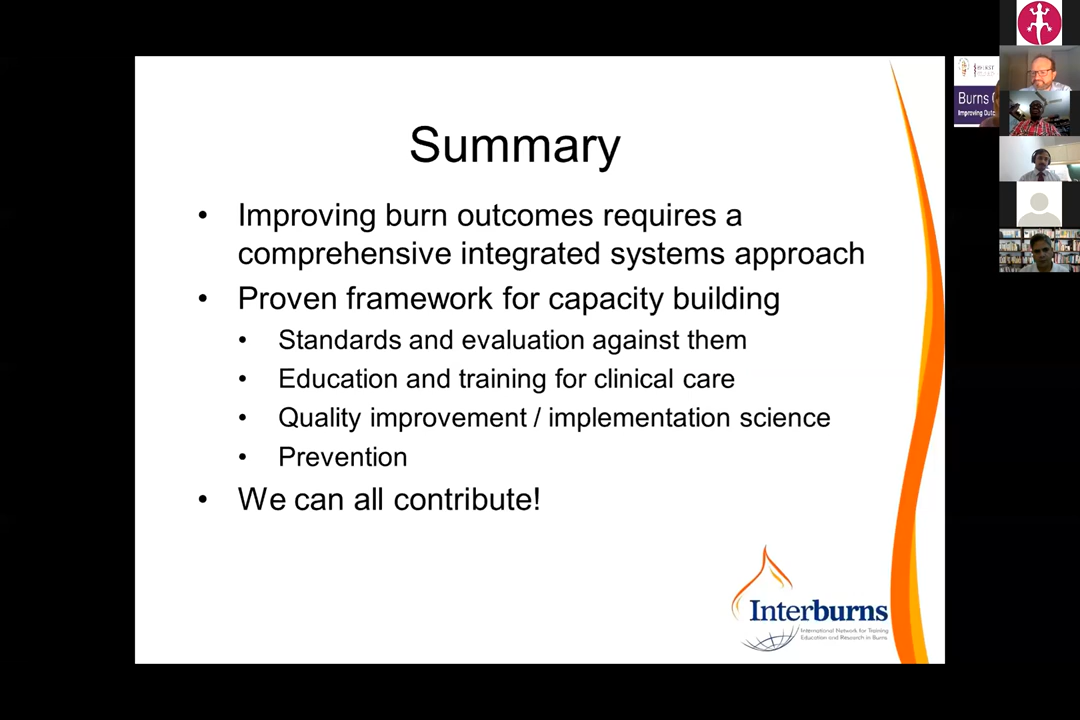 Summary
• Improving burn outcomes requires a
comprehensive integrated systems approach
• Proven framework for capacity building
• Standards and evaluation against them
• Education and training for clinical care
• Quality improvement / implementation science
• Prevention
• We can all contribute!
Interburns
International Network for Training
Education and Research in Burns
Burns
Improving